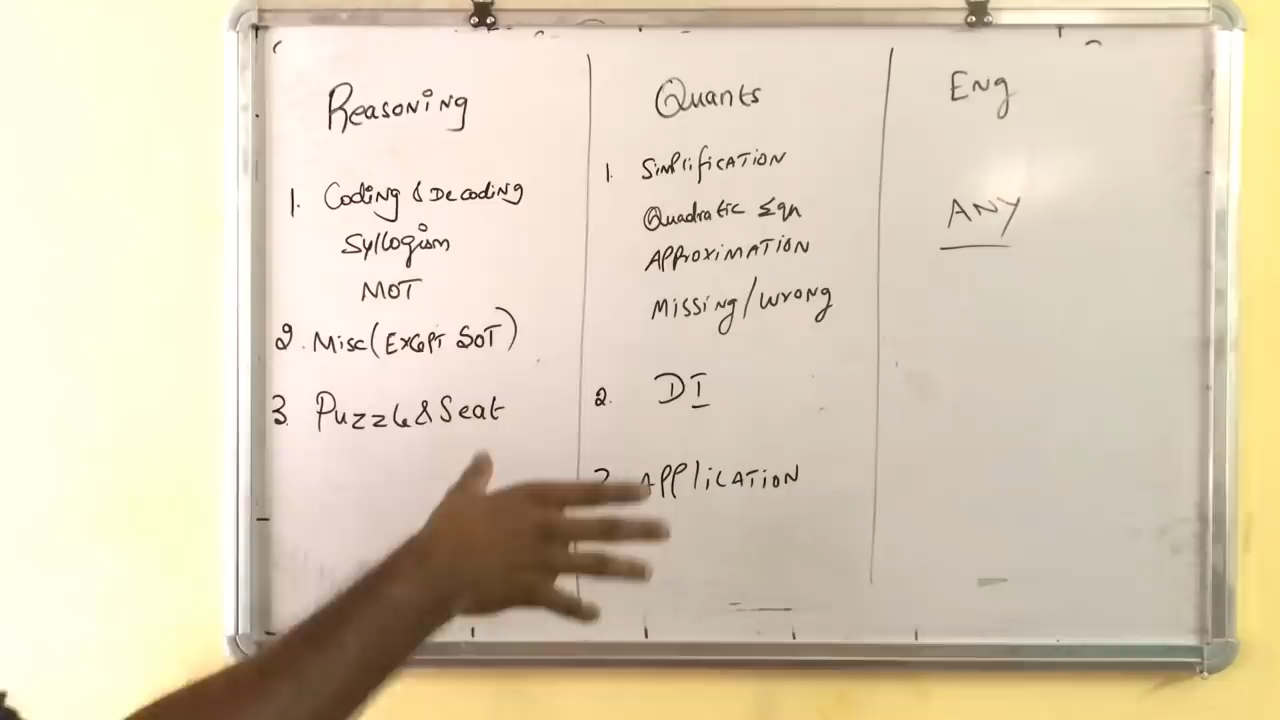 Reasoning
1. Coding & Decoding
Syllogism
MOT
2. Misc (Except SOT)
3. Puzzle & Seat
Quants
1. Simplification
Quadratic Eqn
Approximation
Missing/Wrong
2. DI
Application
Eng
ANY